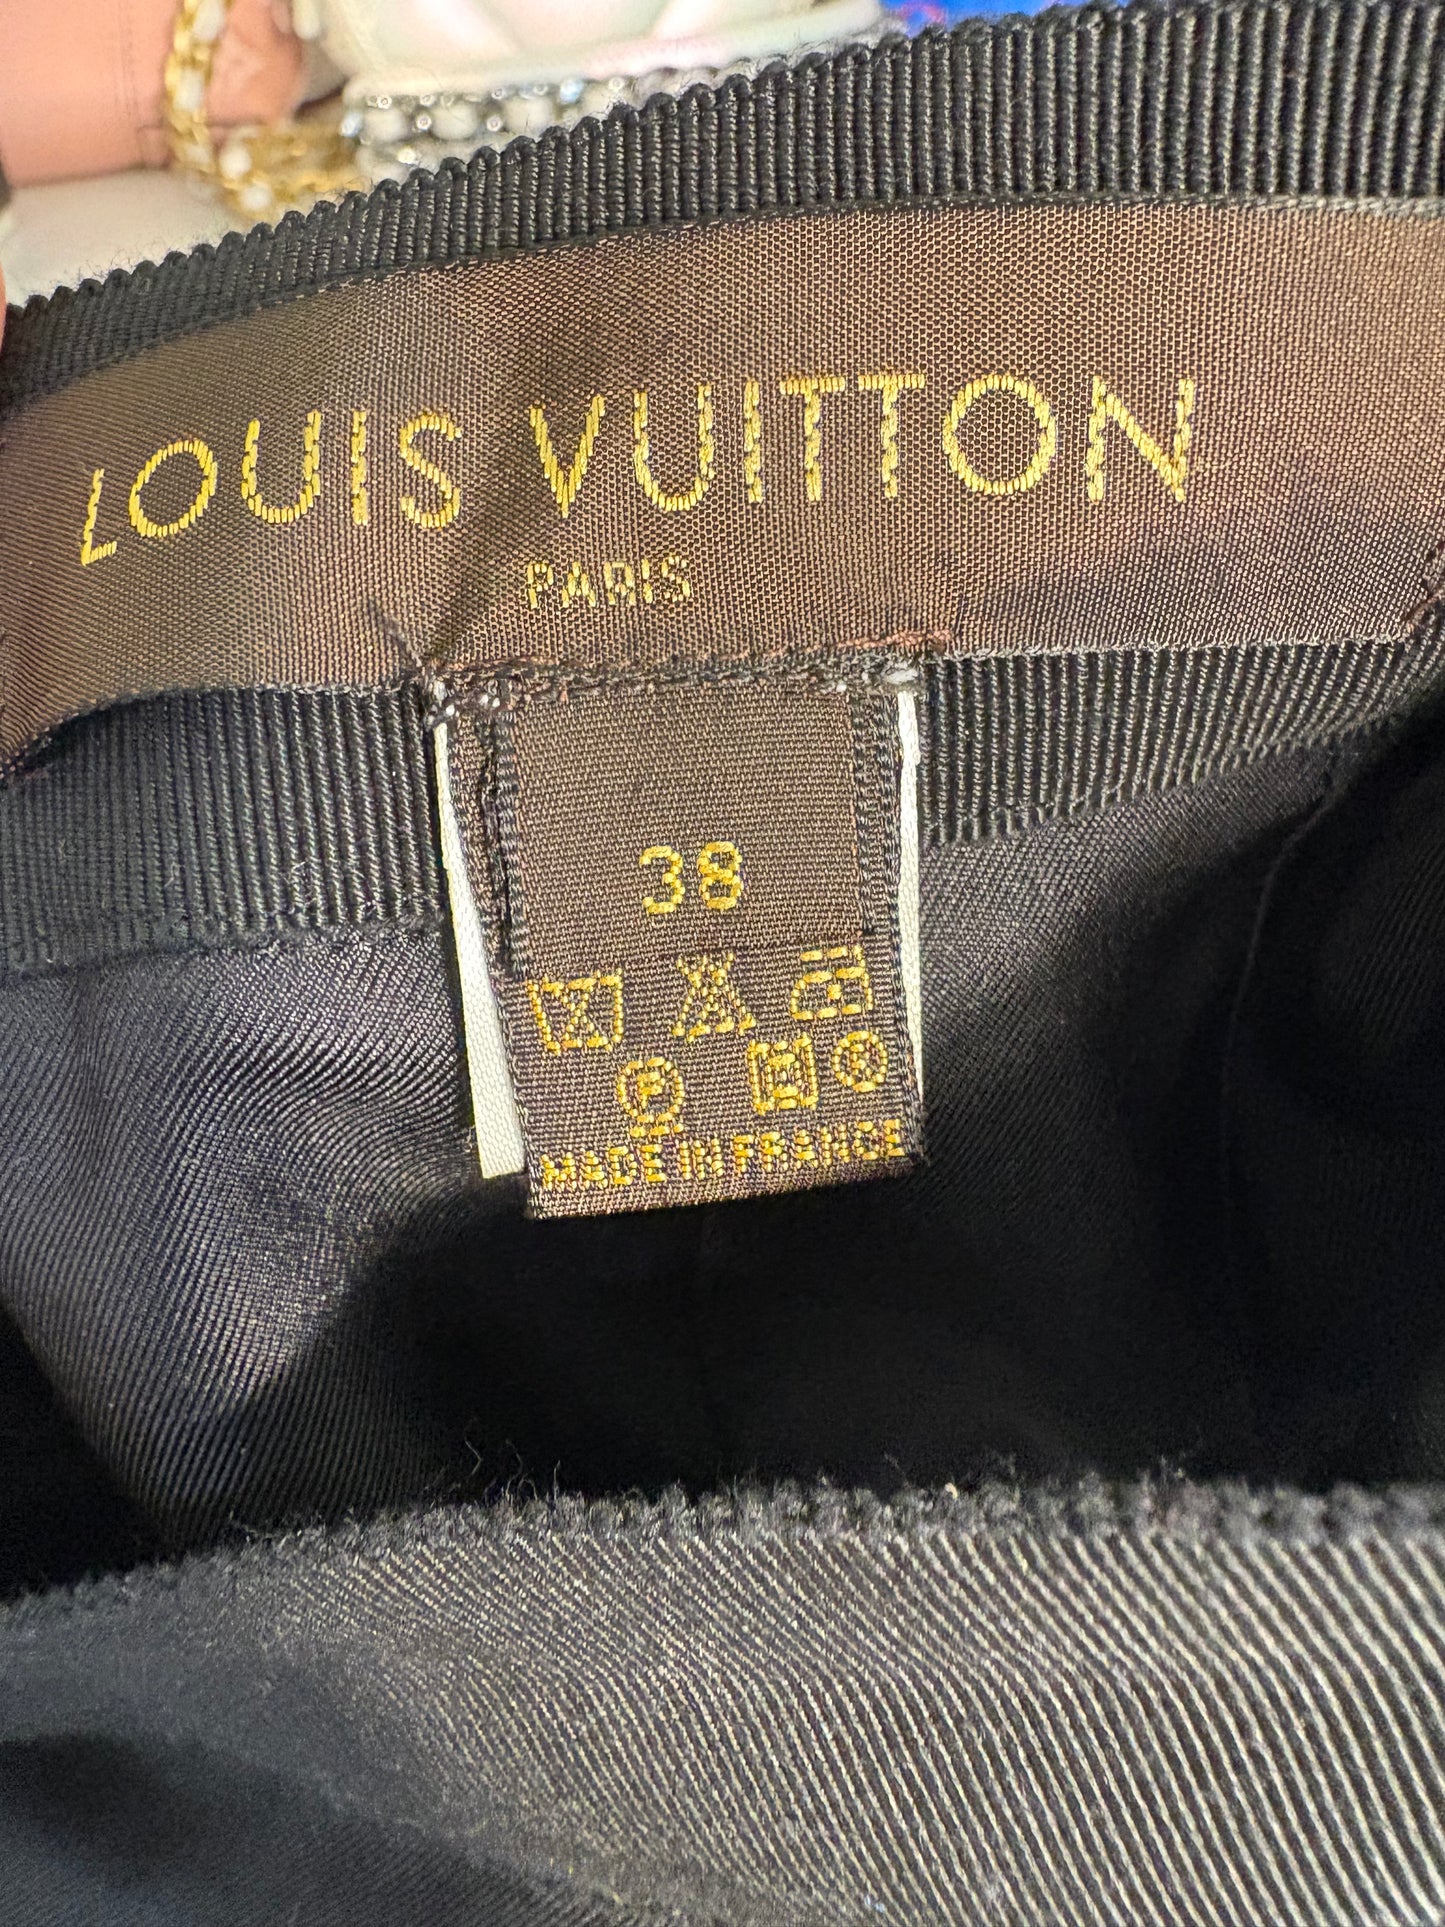 LOUIS VUITTON
PARIS
38
P
MADE IN FRANCE